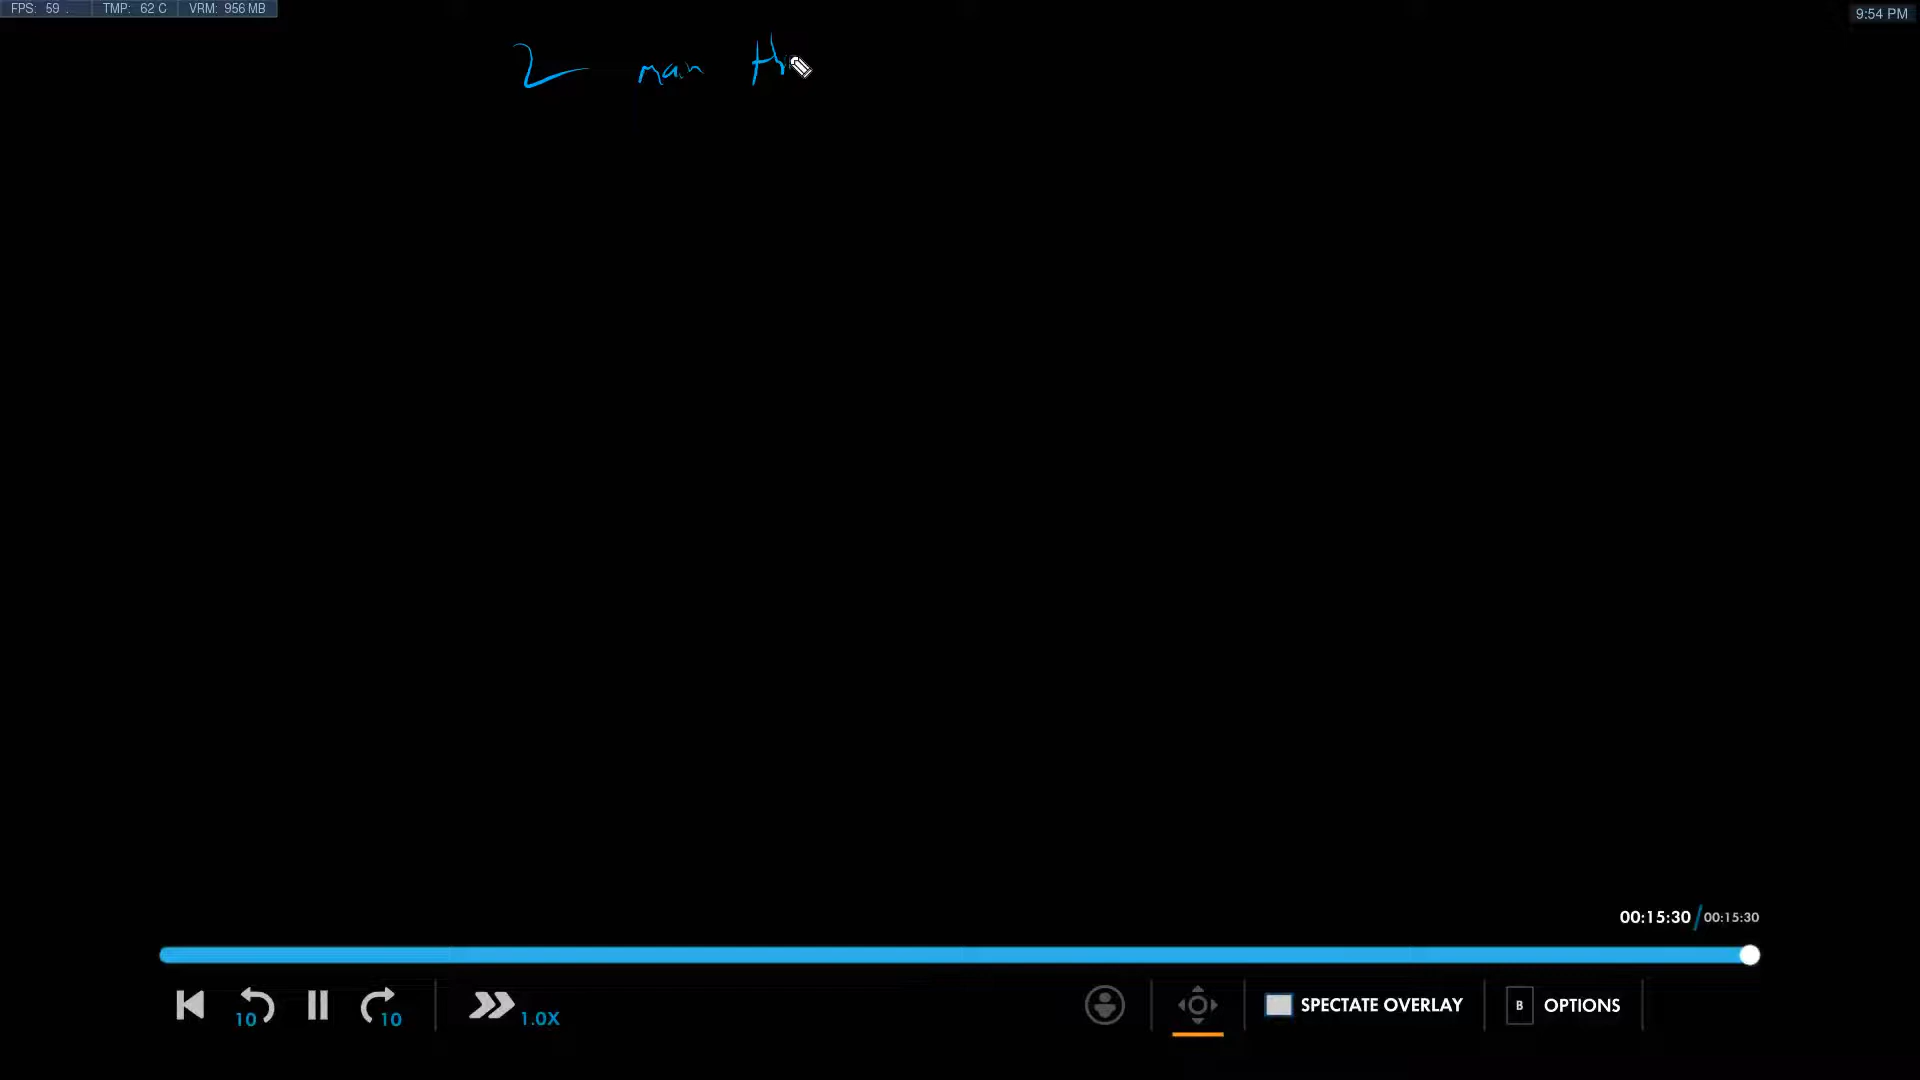 FPS: 59 TMP: 62 C VRM: 956 MB
9:54 PM
2 man th
00:15:30/00:15:30
10 10 1.0X SPECTATE OVERLAY B OPTIONS